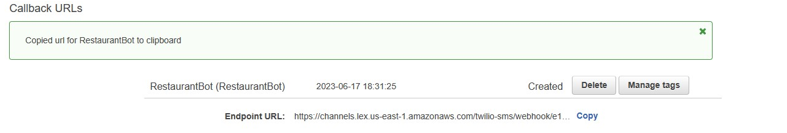 Callback URLs
Copied url for RestaurantBot to clipboard
RestaurantBot (RestaurantBot) 2023-06-17 18:31:25 Created Delete Manage tags
Endpoint URL: https://channels.lex.us-east-1.amazonaws.com/twilio-sms/webhook/e1... Copy